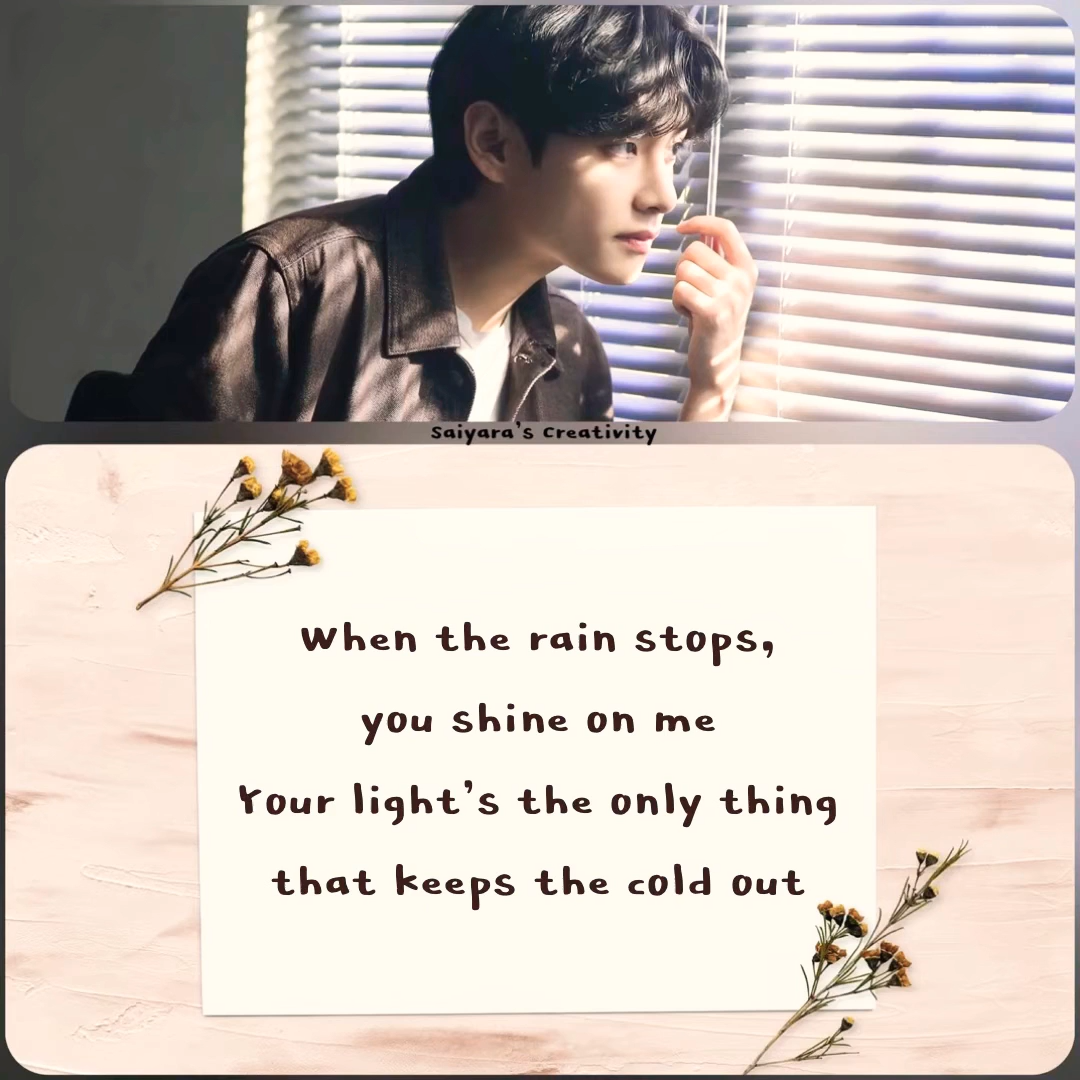 Saiyara's Creativity
When the rain stops,
you shine on me
Your light's the only thing
that keeps the cold out